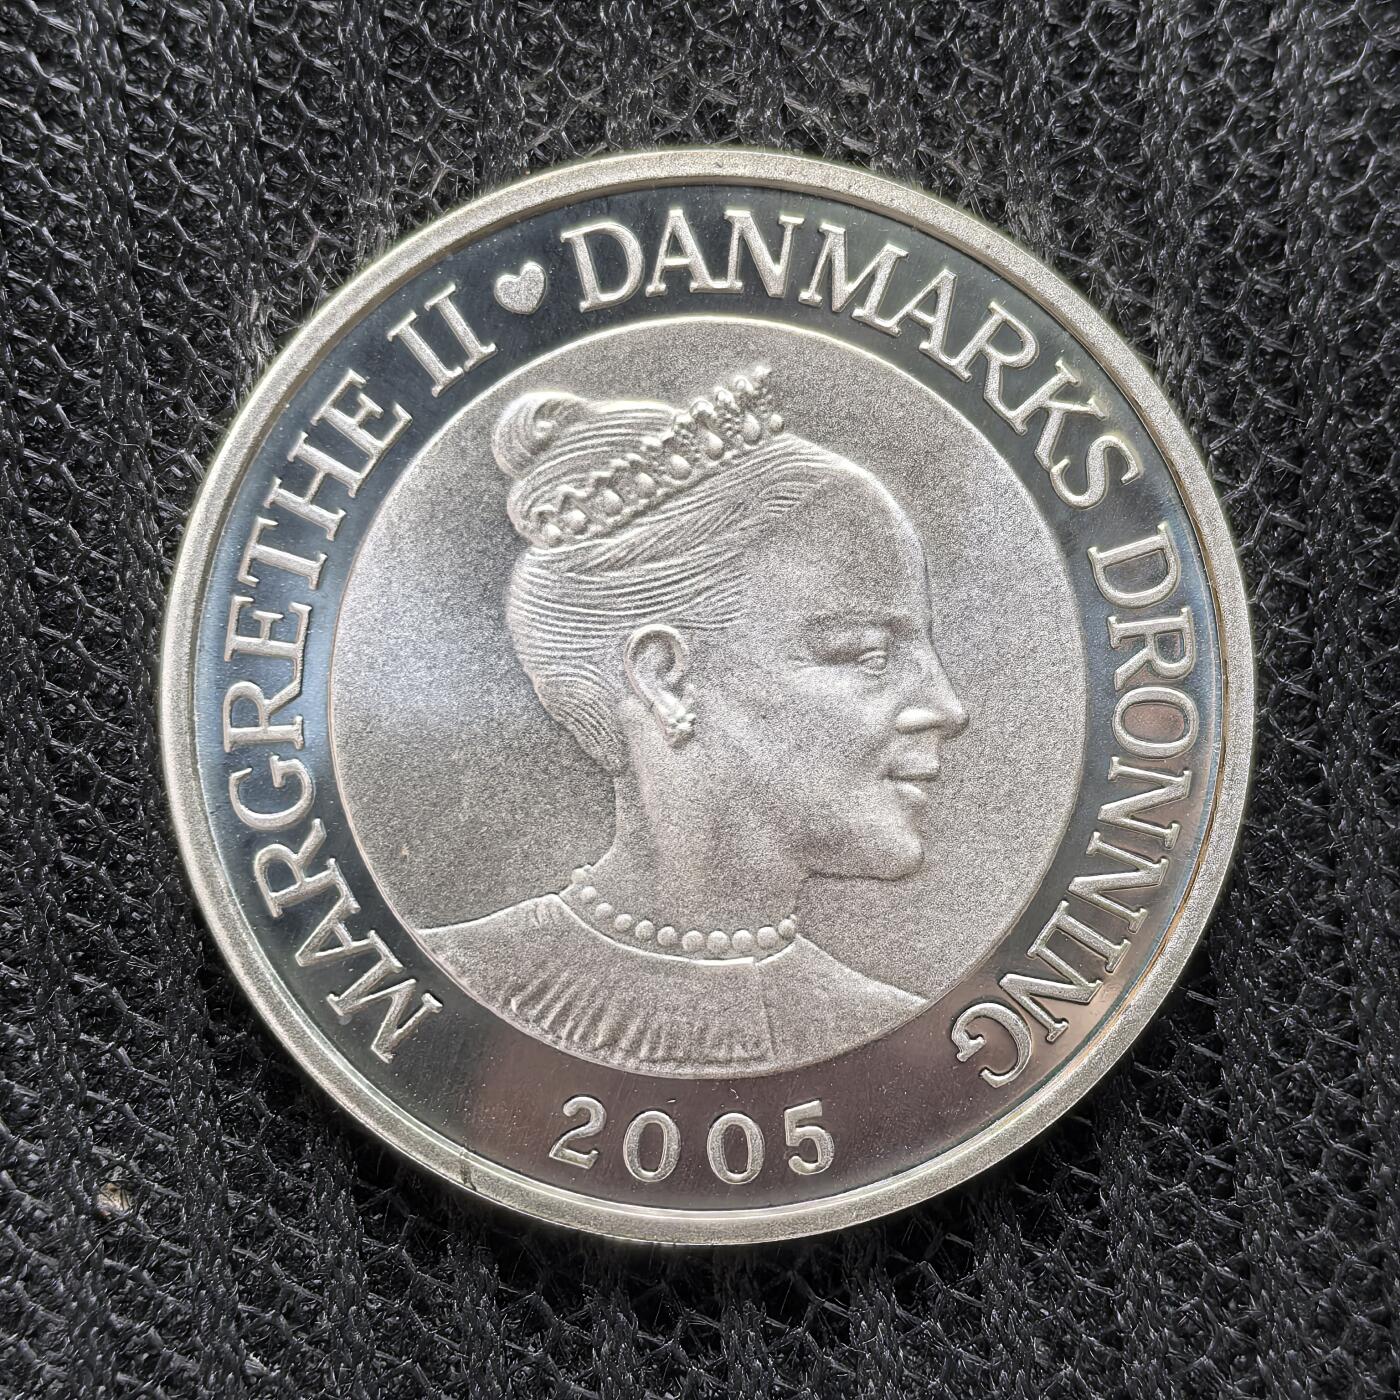 MARGRETHE II ♥ DANMARKS DRONNING
2005